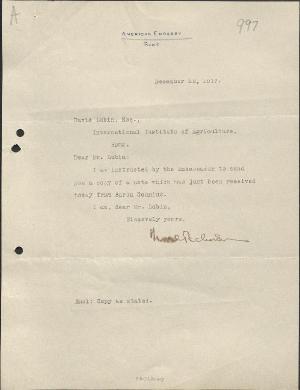 A
997
AMERICAN EMBASSY
ROME
December 22, 1917.
David Lubin, Esq.,
International Institute of Agriculture,
Rome.
Dear Mr. Lubin:
I am instructed by the Ambassador to send
you a copy of a note which was just been received
today from Baron Sonnino.
I am, dear Mr. Lubin,
Sincerely yours,
Encl: Copy as stated.